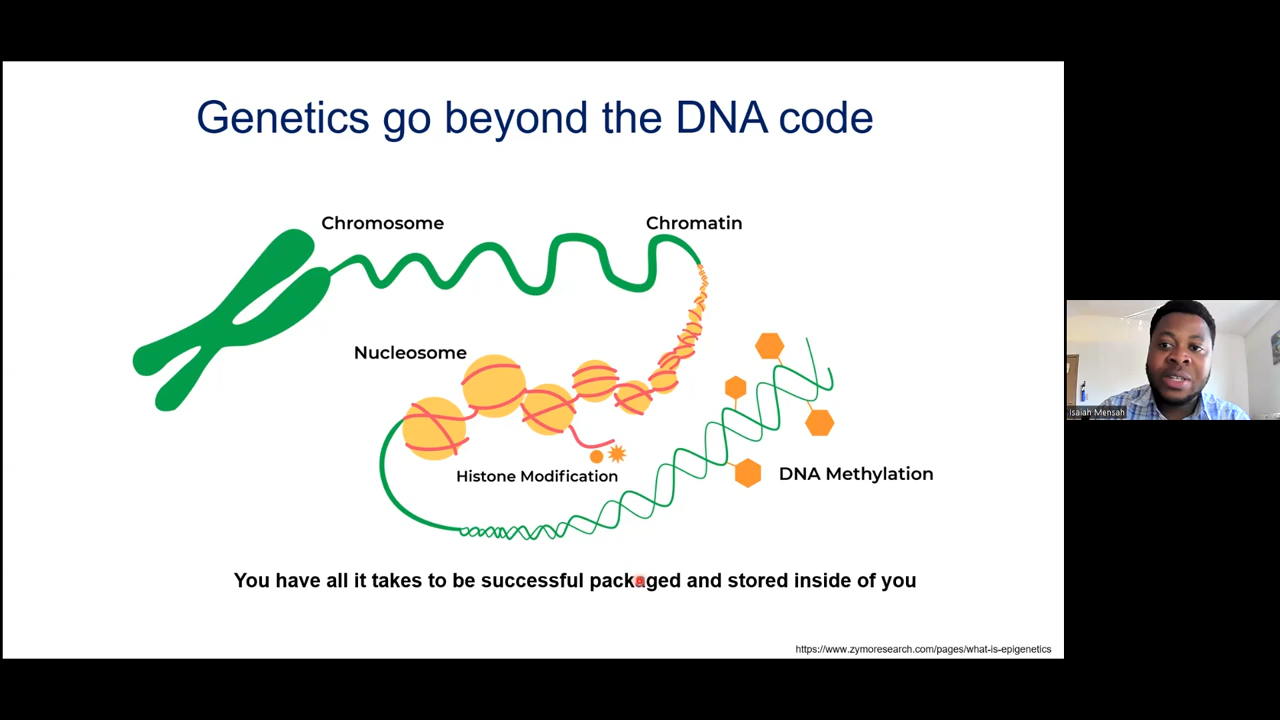 Genetics go beyond the DNA code
Chromosome
Chromatin
Nucleosome
Histone Modification
DNA Methylation
You have all it takes to be successful packaged and stored inside of you
https://www.zymoresearch.com/pages/what-is-epigenetics
Isaiah Mensah